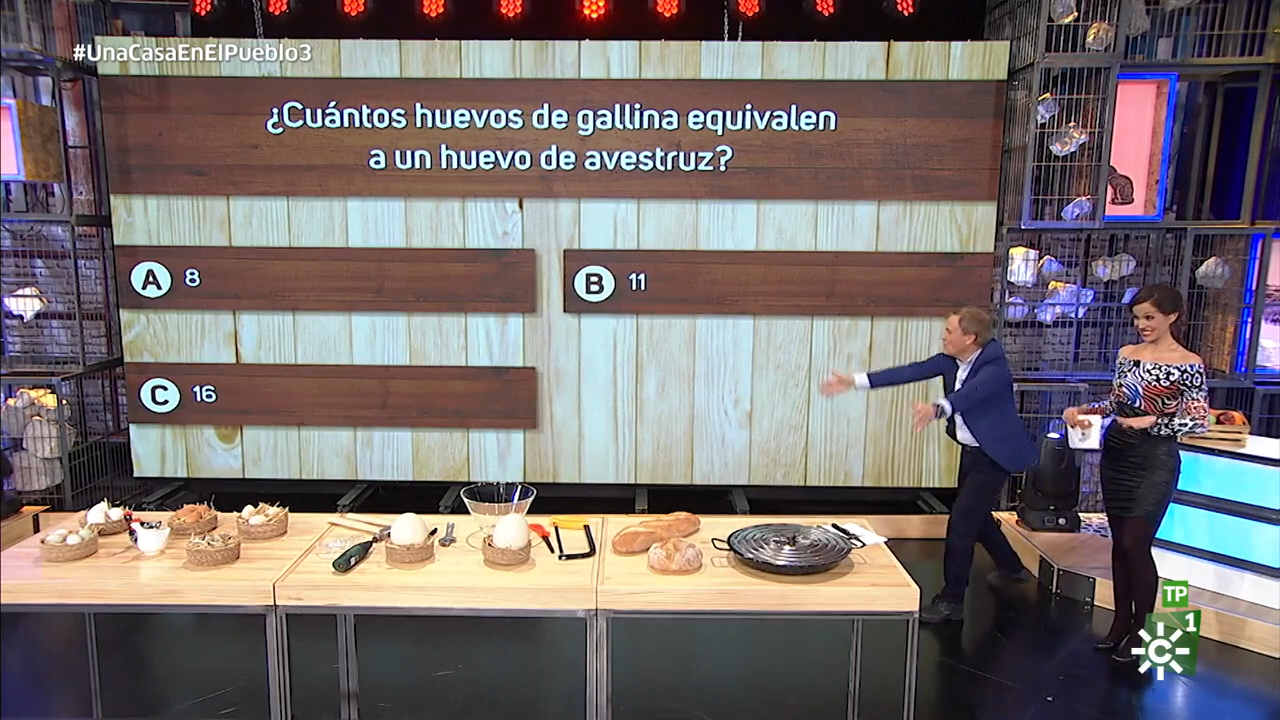 #UnaCasaEnElPueblo3
¿Cuántos huevos de gallina equivalen
a un huevo de avestruz?
A 8
B 11
C 16
TP
1